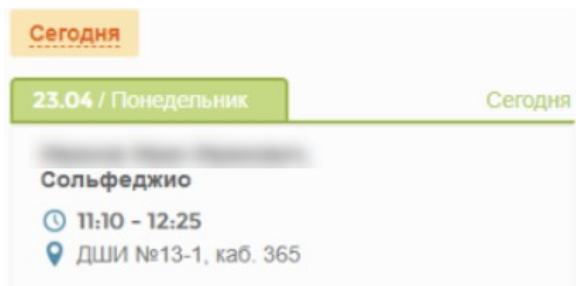 Сегодня
23.04 / Понедельник Сегодня
Сольфеджио
11:10 - 12:25
ДШИ №13-1, каб. 365